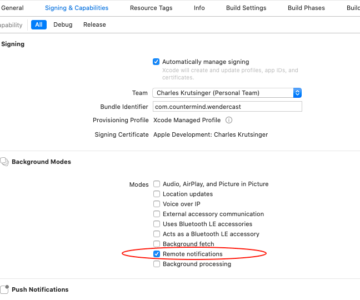 General Signing & Capabilities Resource Tags Info Build Settings Build Phases
apability. All Debug Release
Signing
Automatically manage signing
Xcode will create and update profiles, app IDs, and certificates.
Team Charles Krutsinger (Personal Team)
Bundle Identifier com.countermind.wendercast
Provisioning Profile Xcode Managed Profile
Signing Certificate Apple Development: Charles Krutsinger
Background Modes
Modes Audio, AirPlay, and Picture in Picture
Location updates
Voice over IP
External accessory communication
Uses Bluetooth LE accessories
Acts as a Bluetooth LE accessory
Background fetch
Remote notifications
Background processing
Push Notifications